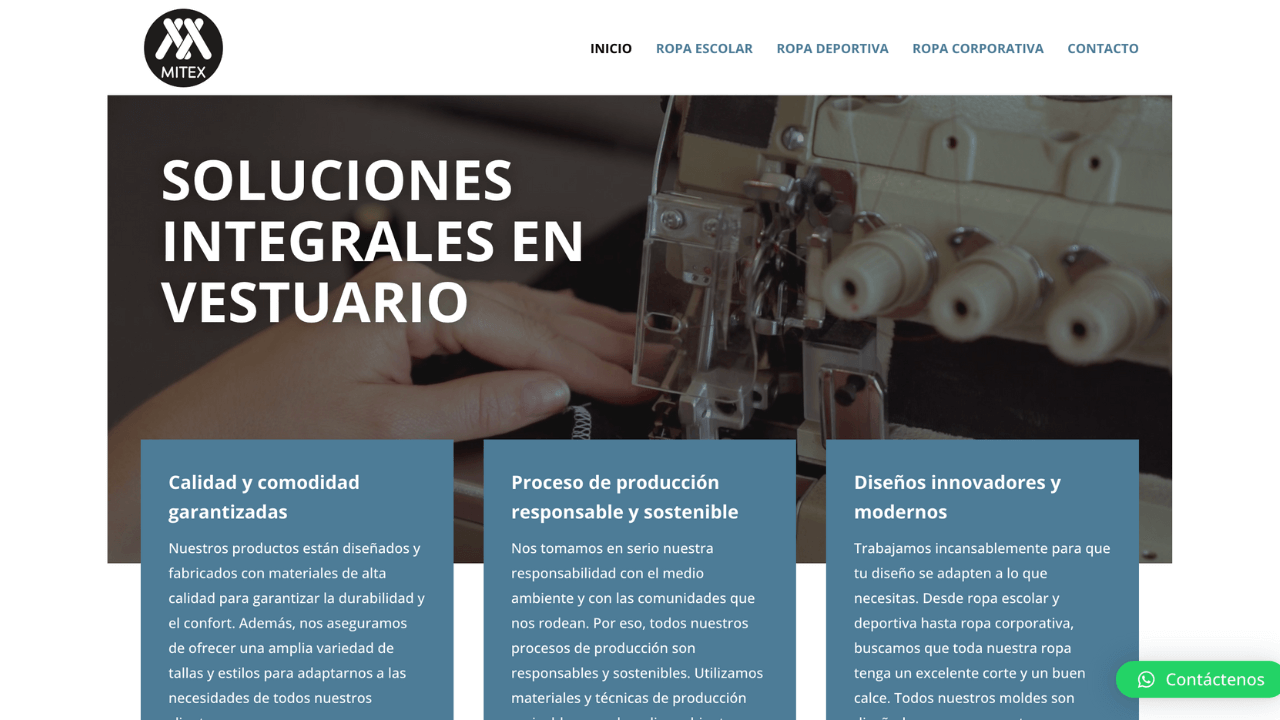 MITEX
INICIO
ROPA ESCOLAR
ROPA DEPORTIVA
ROPA CORPORATIVA
CONTACTO
SOLUCIONES
INTEGRALES EN
VESTUARIO
Calidad y comodidad
garantizadas
Nuestros productos están diseñados y
fabricados con materiales de alta
calidad para garantizar la durabilidad y
el confort. Además, nos aseguramos
de ofrecer una amplia variedad de
tallas y estilos para adaptarnos a las
necesidades de todos nuestros
Proceso de producción
responsable y sostenible
Nos tomamos en serio nuestra
responsabilidad con el medio
ambiente y con las comunidades que
nos rodean. Por eso, todos nuestros
procesos de producción son
responsables y sostenibles. Utilizamos
materiales y técnicas de producción
Diseños innovadores y
modernos
Trabajamos incansablemente para que
tu diseño se adapten a lo que
necesitas. Desde ropa escolar y
deportiva hasta ropa corporativa,
buscamos que toda nuestra ropa
tenga un excelente corte y un buen
calce. Todos nuestros moldes son
Contáctenos